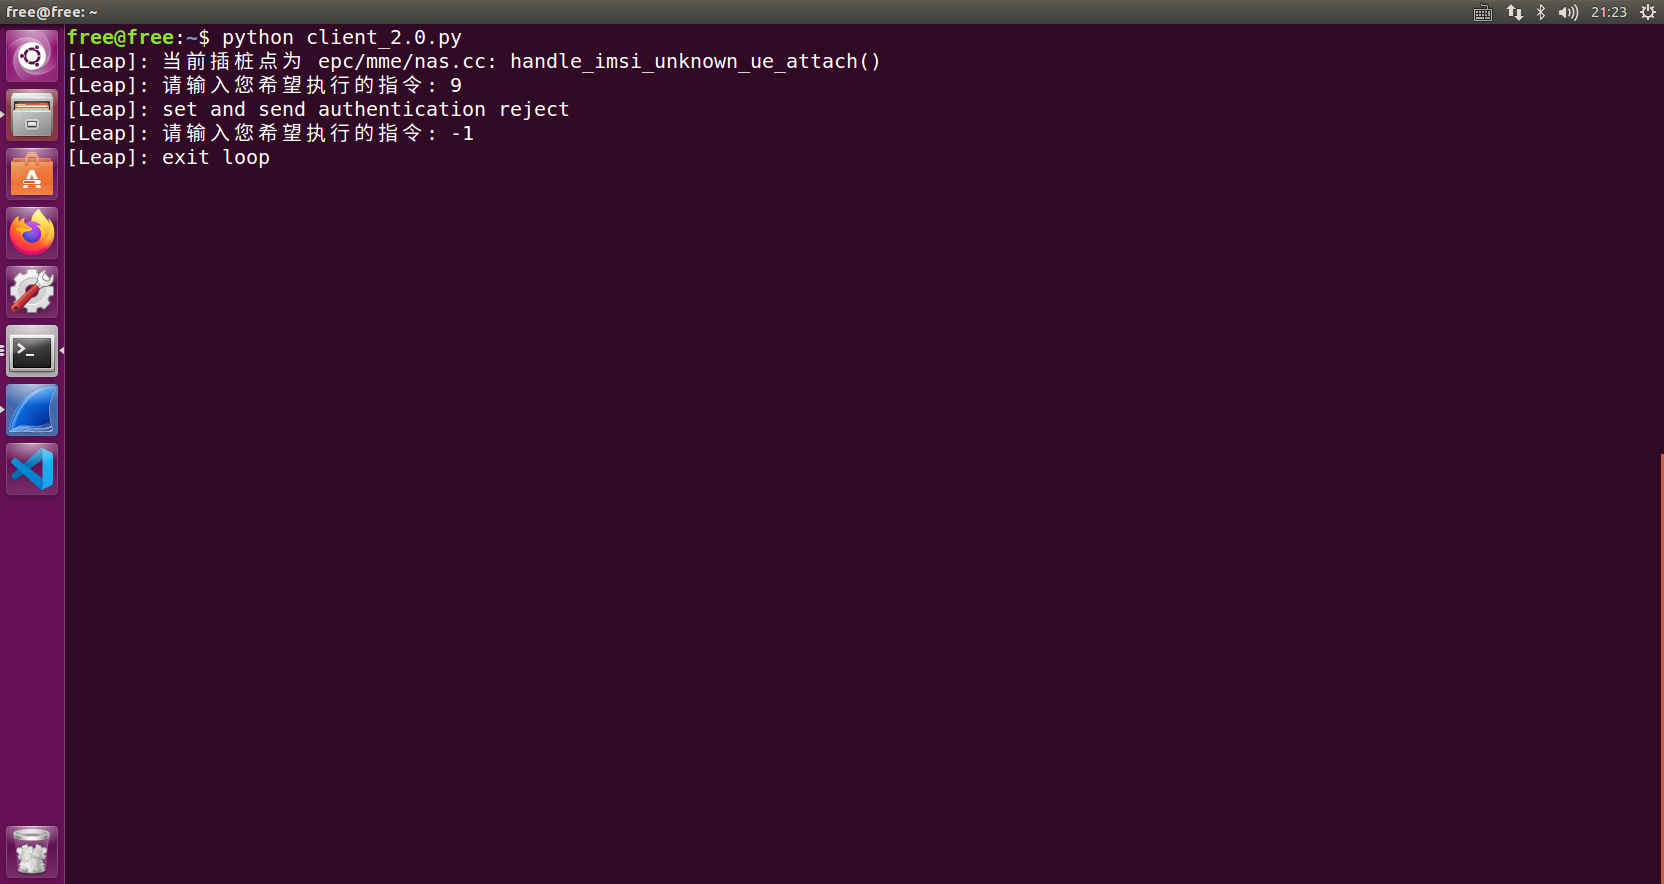 free@free: ~
21:23
free@free:~$ python client_2.0.py
[Leap]: 当前插桩点为 epc/mme/nas.cc: handle_imsi_unknown_ue_attach()
[Leap]: 请输入您希望执行的指令: 9
[Leap]: set and send authentication reject
[Leap]: 请输入您希望执行的指令: -1
[Leap]: exit loop